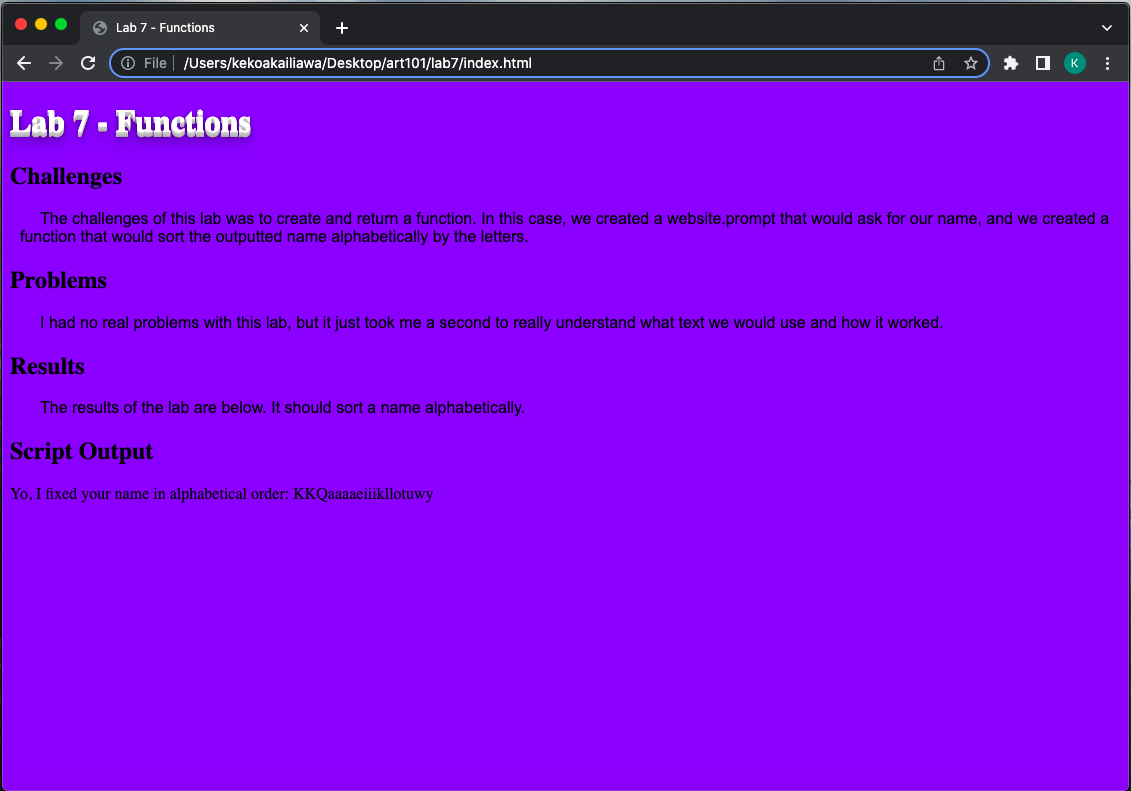 Lab 7 - Functions
File /Users/kekoakailiawa/Desktop/art101/lab7/index.html
K
Lab 7 - Functions
Challenges
The challenges of this lab was to create and return a function. In this case, we created a website.prompt that would ask for our name, and we created a
function that would sort the outputted name alphabetically by the letters.
Problems
I had no real problems with this lab, but it just took me a second to really understand what text we would use and how it worked.
Results
The results of the lab are below. It should sort a name alphabetically.
Script Output
Yo, I fixed your name in alphabetical order: KKQaaaaeiiikllotuwy